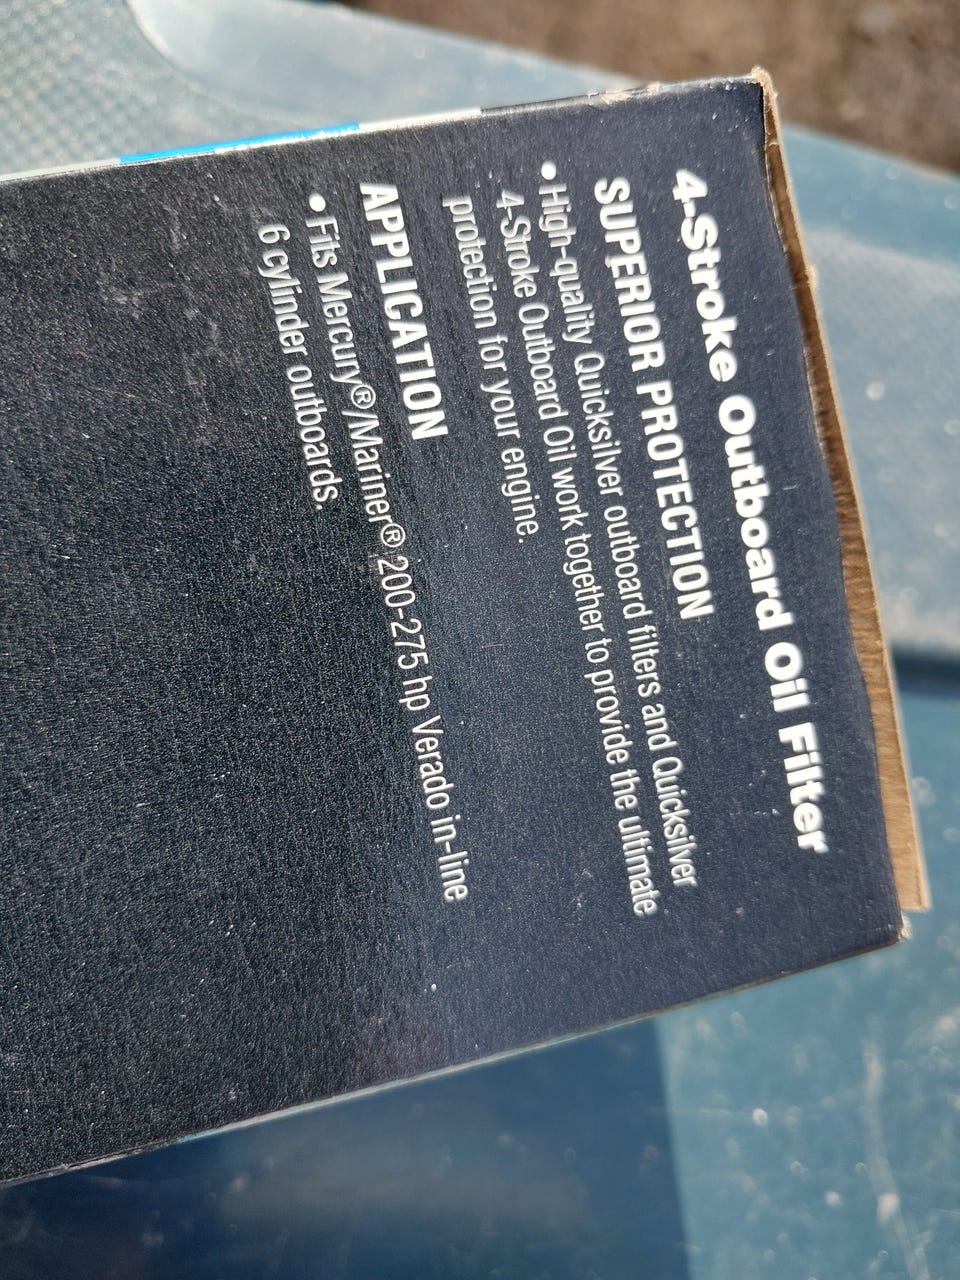 4-Stroke Outboard Oil Filter
SUPERIOR PROTECTION
• High-quality Quicksilver outboard filters and Quicksilver
4-Stroke Outboard Oil work together to provide the ultimate
protection for your engine.
APPLICATION
• Fits Mercury®/Mariner® 200-275 hp Verado in-line
6 cylinder outboards.